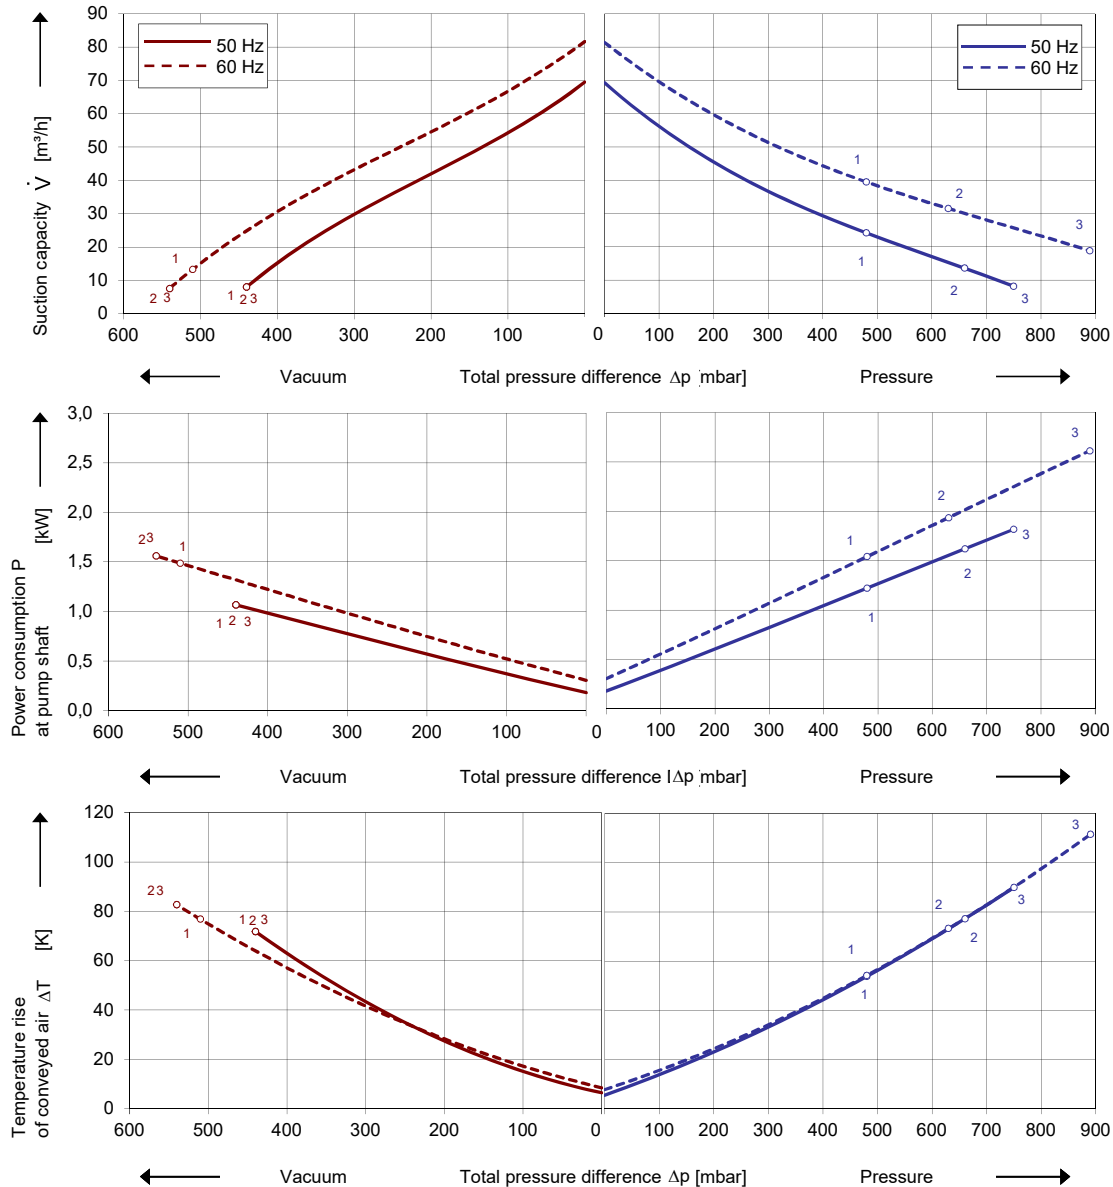 90
80
70
60
50
40
30
20
10
0
Suction capacity V̇ [m³/h]
50 Hz
60 Hz
50 Hz
60 Hz
1
2 3
1 2 3
1
2
3
1
2
3
600 500 400 300 200 100 0 100 200 300 400 500 600 700 800 900
Vacuum Total pressure difference Δp [mbar] Pressure
3,0
2,5
2,0
1,5
1,0
0,5
0,0
Power consumption P [kW]
at pump shaft
2 3 1
1 2 3
3
2
1
3
2
1
600 500 400 300 200 100 0 100 200 300 400 500 600 700 800 900
Vacuum Total pressure difference IΔp mbar] Pressure
120
100
80
60
40
20
0
Temperature rise
of conveyed air ΔT [K]
2 3
1
1 2 3
3
2
3
1
2
1
600 500 400 300 200 100 0 100 200 300 400 500 600 700 800 900
Vacuum Total pressure difference Δp [mbar] Pressure